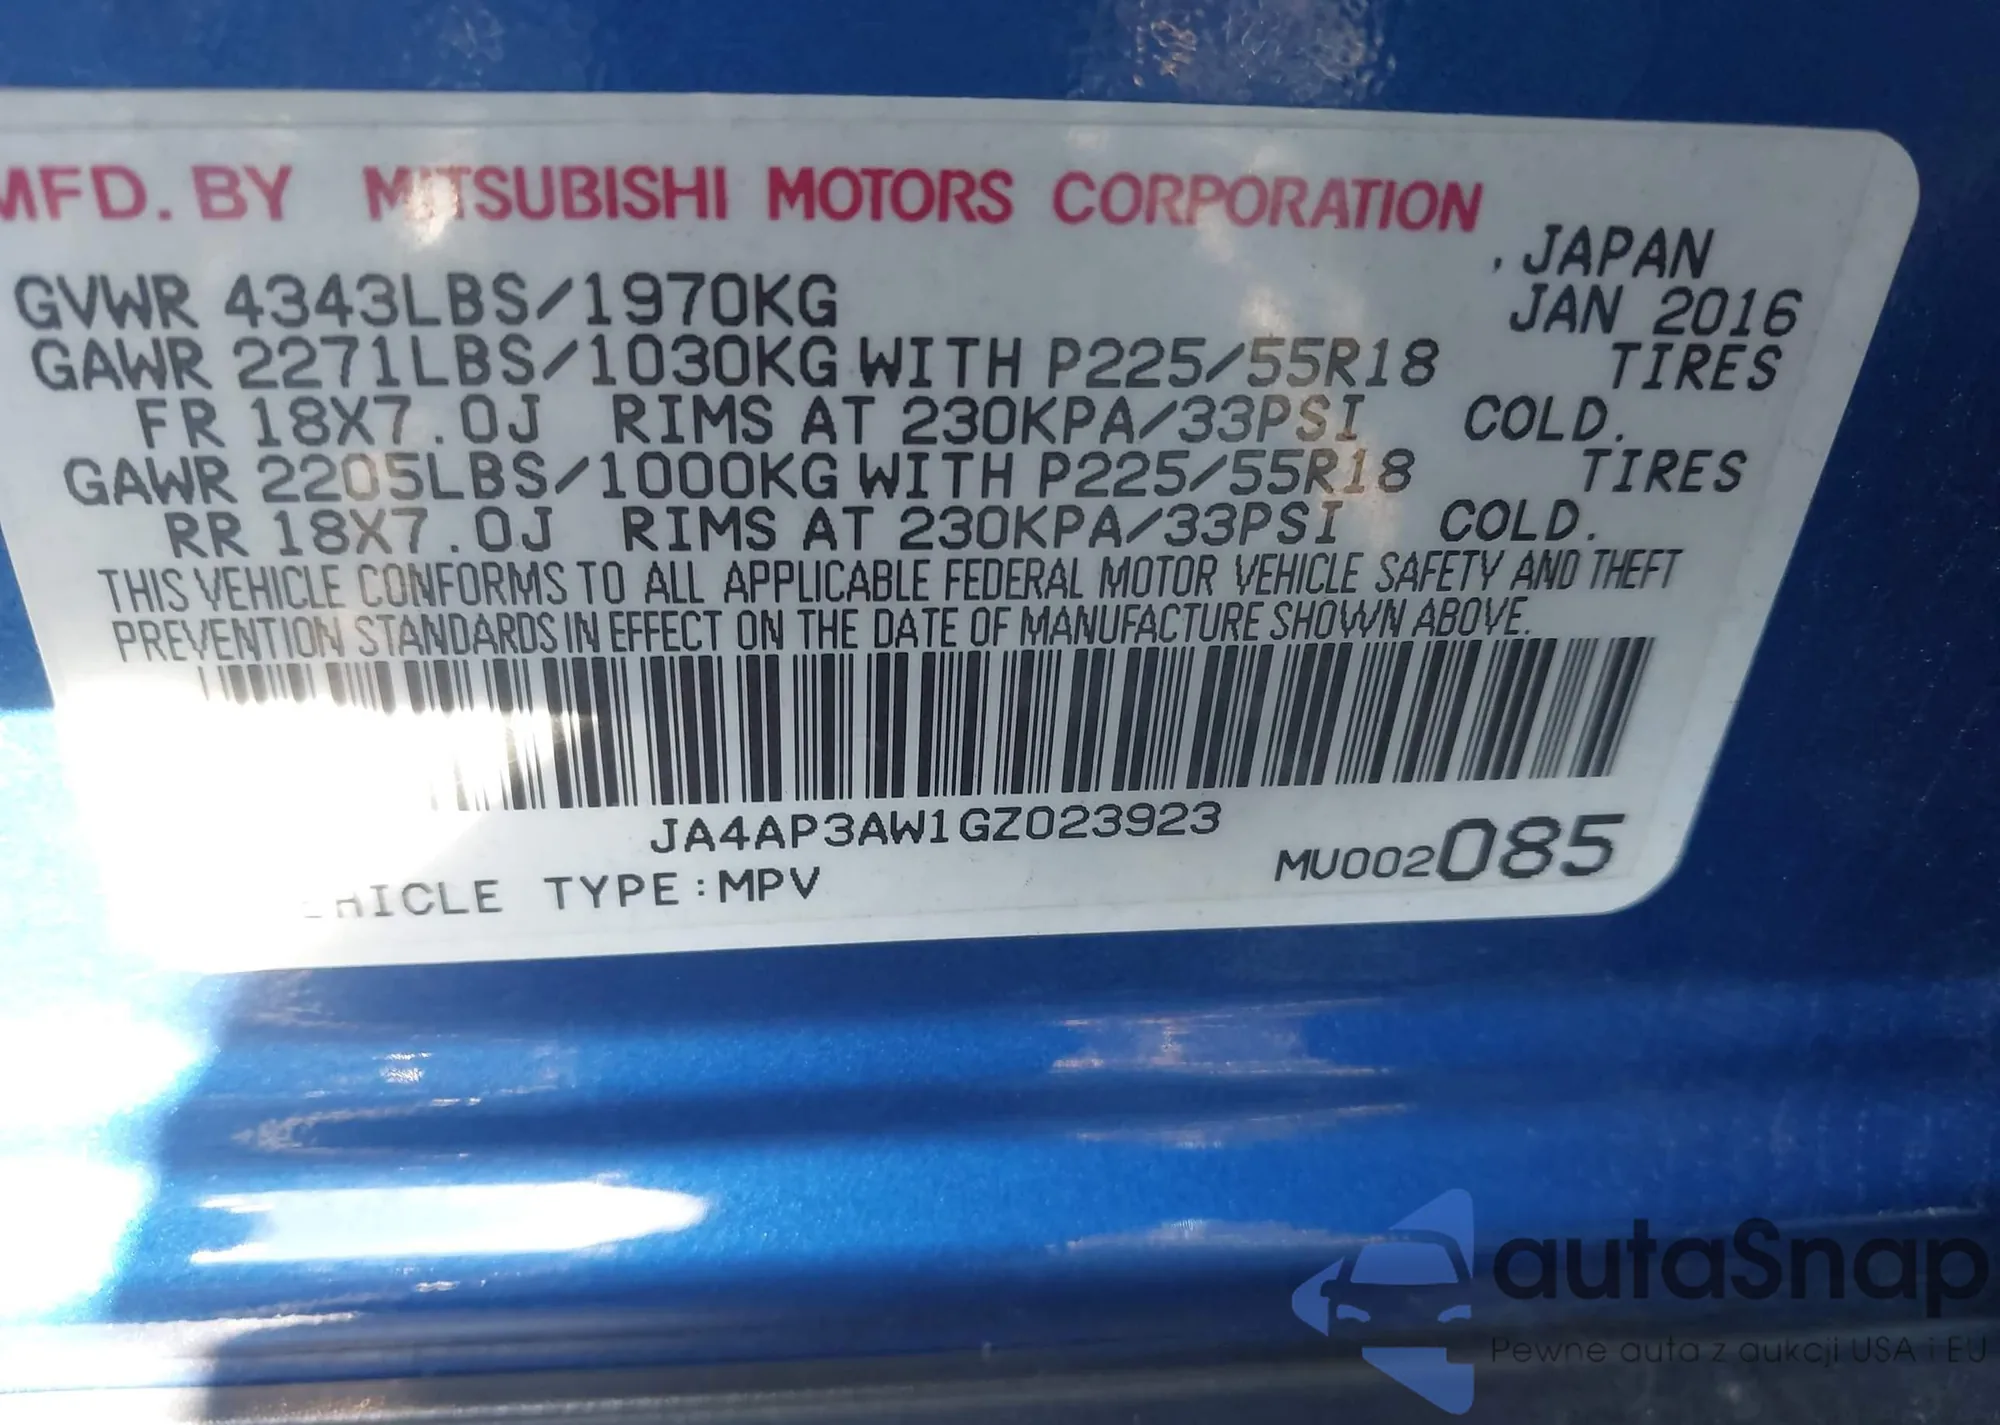 MFD. BY MITSUBISHI MOTORS CORPORATION
. JAPAN
GVWR 4343LBS/1970KG JAN 2016
GAWR 2271LBS/1030KG WITH P225/55R18 TIRES
FR 18X7.0J RIMS AT 230KPA/33PSI COLD.
GAWR 2205LBS/1000KG WITH P225/55R18 TIRES
RR 18X7.0J RIMS AT 230KPA/33PSI COLD.
THIS VEHICLE CONFORMS TO ALL APPLICABLE FEDERAL MOTOR VEHICLE SAFETY AND THEFT
PREVENTION STANDARDS IN EFFECT ON THE DATE OF MANUFACTURE SHOWN ABOVE.
JA4AP3AW1GZ023923
VEHICLE TYPE:MPV MU002085
autaSnap
Pewne auta z aukcji USA i EU